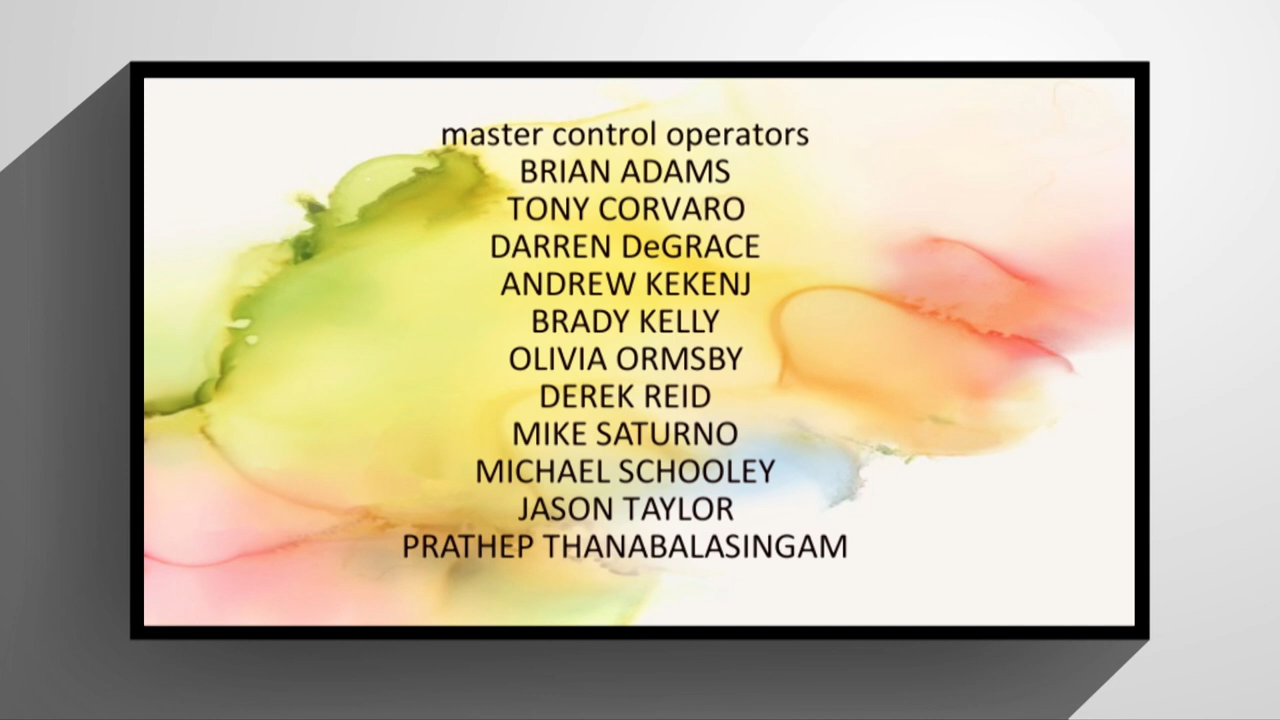 master control operators
BRIAN ADAMS
TONY CORVARO
DARREN DeGRACE
ANDREW KEKENJ
BRADY KELLY
OLIVIA ORMSBY
DEREK REID
MIKE SATURNO
MICHAEL SCHOOLEY
JASON TAYLOR
PRATHEP THANABALASINGAM